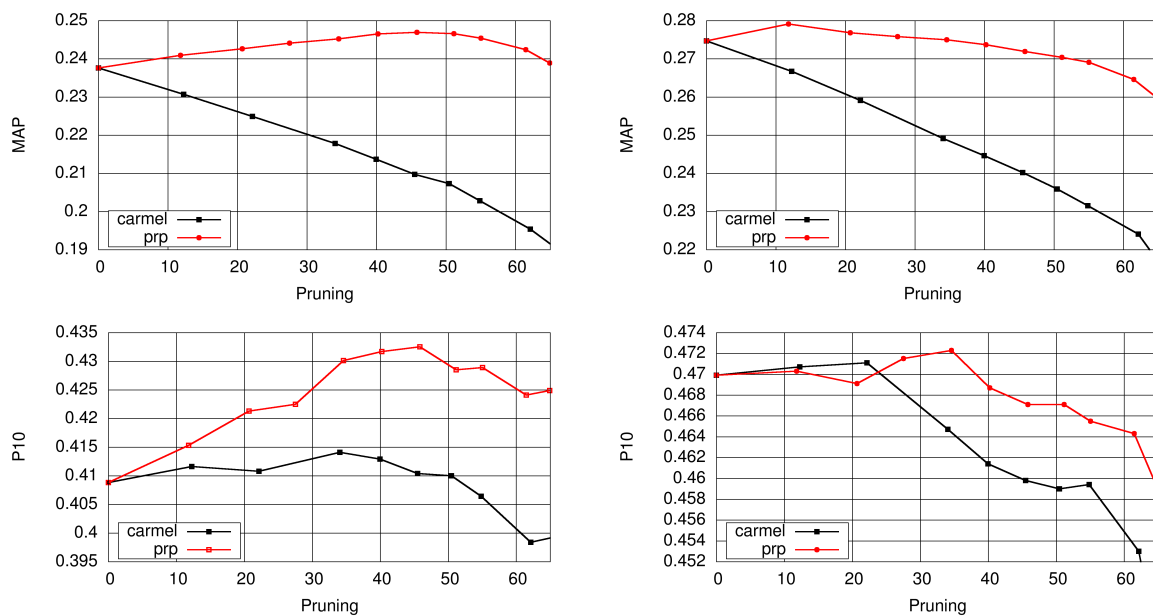 0.25
0.24
0.23
0.22
0.21
0.2
0.19
MAP
carmel
prp
0 10 20 30 40 50 60
Pruning
0.28
0.27
0.26
0.25
0.24
0.23
0.22
MAP
carmel
prp
0 10 20 30 40 50 60
Pruning
0.435
0.43
0.425
0.42
0.415
0.41
0.405
0.4
0.395
P10
carmel
prp
0 10 20 30 40 50 60
Pruning
0.474
0.472
0.47
0.468
0.466
0.464
0.462
0.46
0.458
0.456
0.454
0.452
P10
carmel
prp
0 10 20 30 40 50 60
Pruning